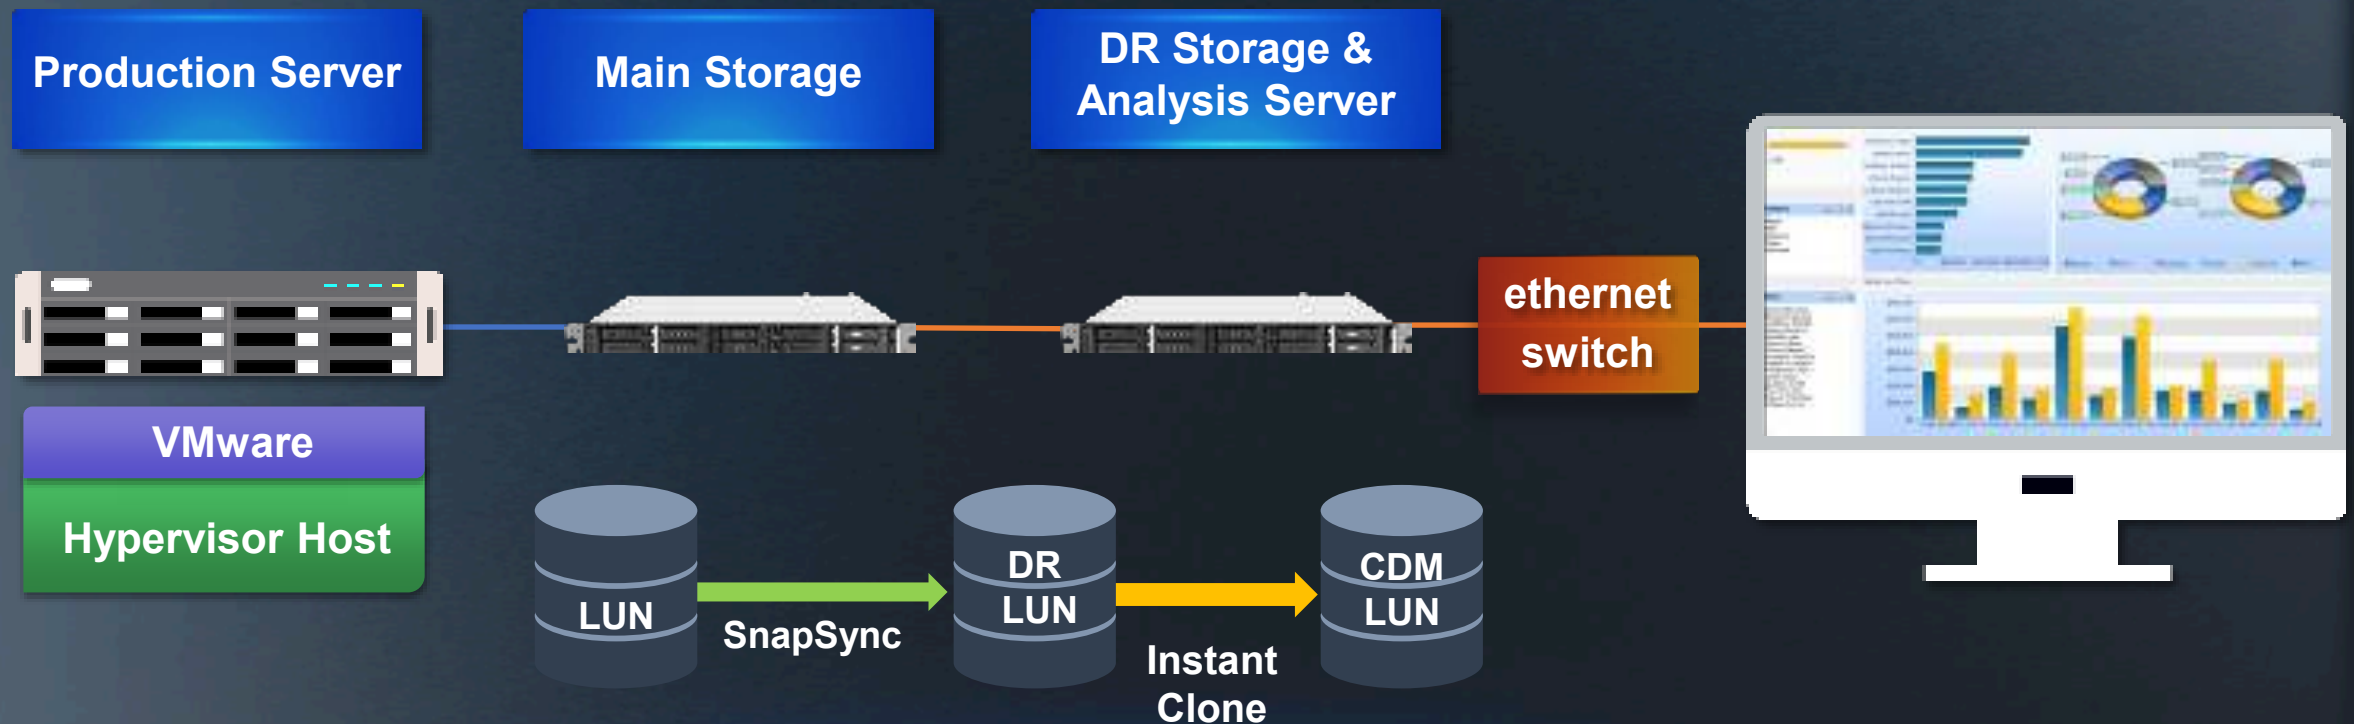 Production Server
Main Storage
DR Storage &
Analysis Server
ethernet
switch
VMware
Hypervisor Host
LUN
SnapSync
DR
LUN
Instant
Clone
CDM
LUN